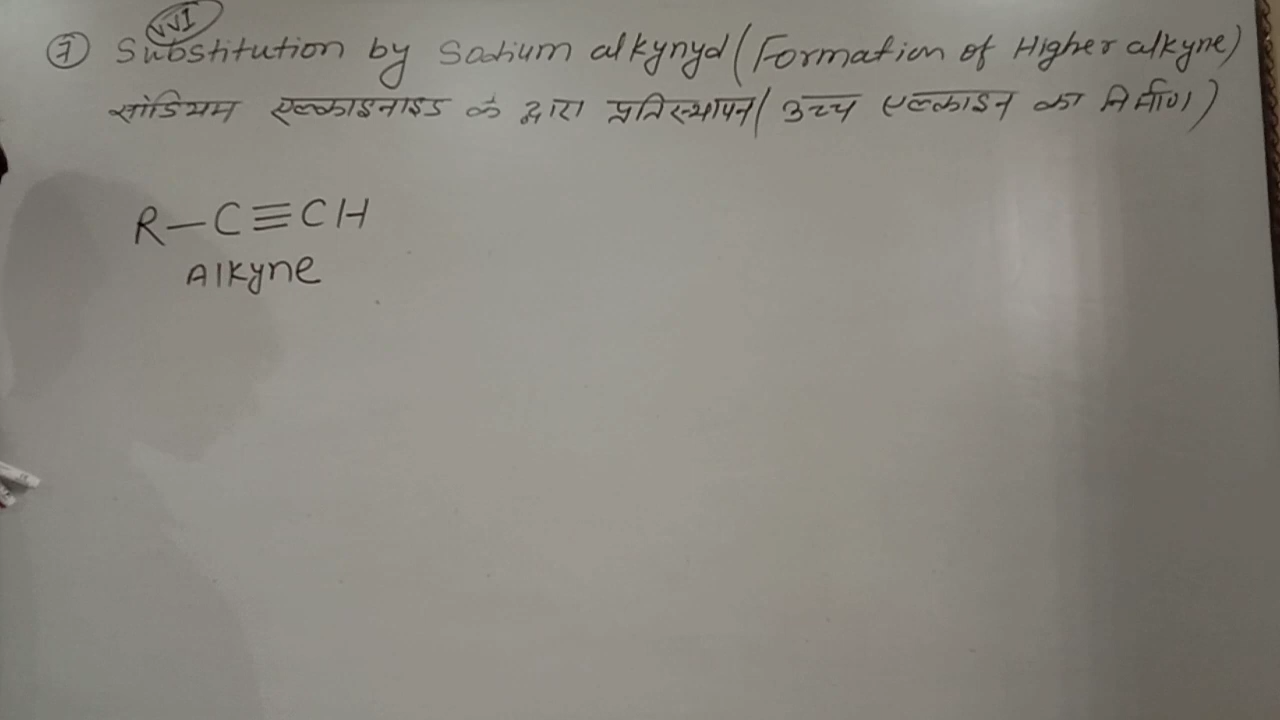 VVI
⑦ Substitution by Sodium alkynyd (Formation of Higher alkyne)
सोडियम एल्काइनाइड के द्वारा प्रतिस्थापन (उच्च एल्काइन का निर्माण)
R—C≡CH
Alkyne